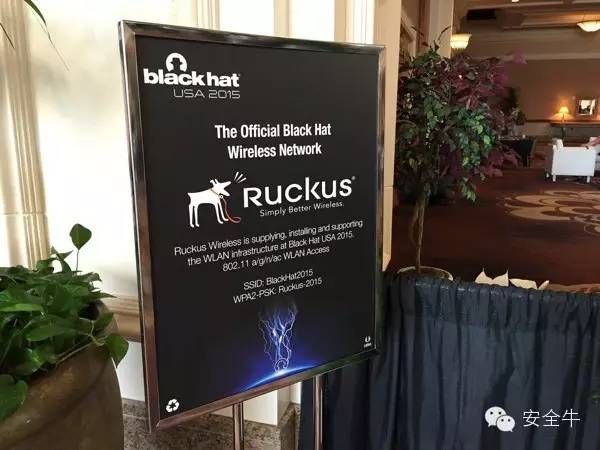 black hat
USA 2015
The Official Black Hat
Wireless Network
RUCKUS®
Simply Better Wireless.
Ruckus Wireless is supplying, installing and supporting
the WLAN infrastructure at Black Hat USA 2015.
802.11 a/g/n/ac WLAN Access
SSID: BlackHat2015
WPA2-PSK: Ruckus-2015
安全牛